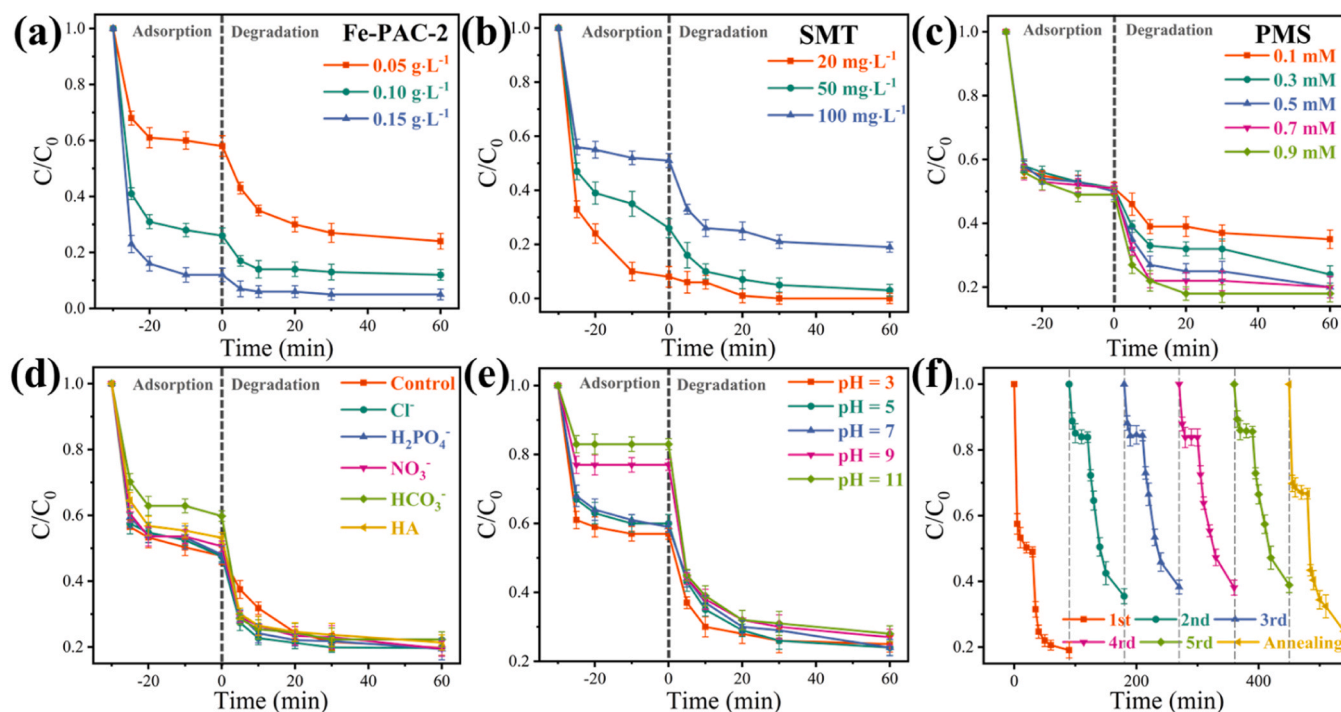 (a)
Adsorption
Degradation
Fe-PAC-2
0.05 g·L⁻¹
0.10 g·L⁻¹
0.15 g·L⁻¹
1.0
0.8
0.6
0.4
0.2
0.0
C/C₀
-20
0
20
40
60
Time (min)
(b)
Adsorption
Degradation
SMT
20 mg·L⁻¹
50 mg·L⁻¹
100 mg·L⁻¹
1.0
0.8
0.6
0.4
0.2
0.0
C/C₀
-20
0
20
40
60
Time (min)
(c)
Adsorption
Degradation
PMS
0.1 mM
0.3 mM
0.5 mM
0.7 mM
0.9 mM
1.0
0.8
0.6
0.4
0.2
C/C₀
-20
0
20
40
60
Time (min)
(d)
Adsorption
Degradation
Control
Cl⁻
H₂PO₄⁻
NO₃⁻
HCO₃⁻
HA
1.0
0.8
0.6
0.4
0.2
C/C₀
-20
0
20
40
60
Time (min)
(e)
Adsorption
Degradation
pH = 3
pH = 5
pH = 7
pH = 9
pH = 11
1.0
0.8
0.6
0.4
0.2
C/C₀
-20
0
20
40
60
Time (min)
(f)
1.0
0.8
0.6
0.4
0.2
C/C₀
1st
2nd
3rd
4rd
5rd
Annealing
0
200
400
Time (min)